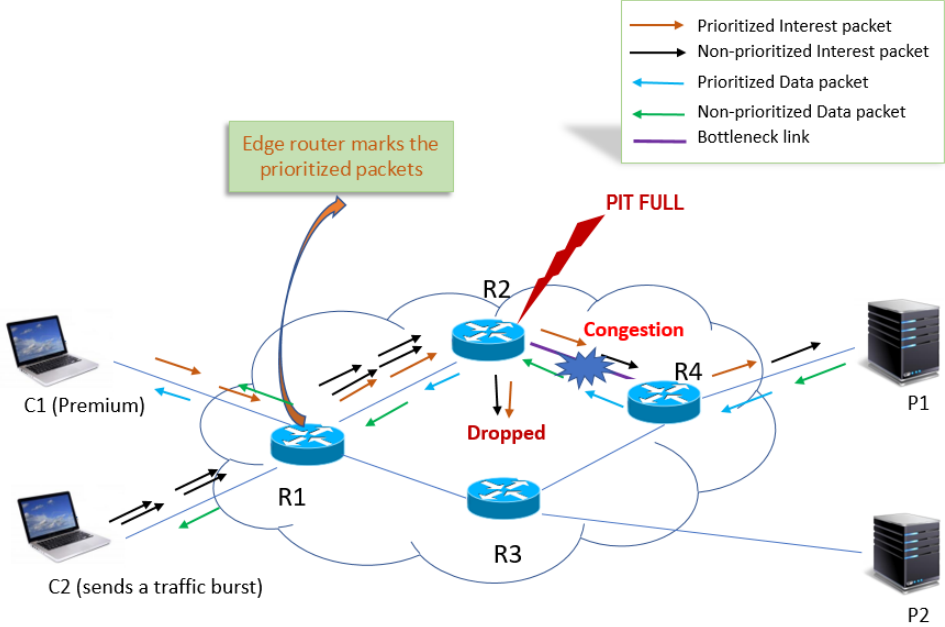 Prioritized Interest packet
Non-prioritized Interest packet
Prioritized Data packet
Non-prioritized Data packet
Bottleneck link
Edge router marks the
prioritized packets
PIT FULL
R2
Congestion
R4
C1 (Premium)
P1
Dropped
R1
R3
C2 (sends a traffic burst)
P2